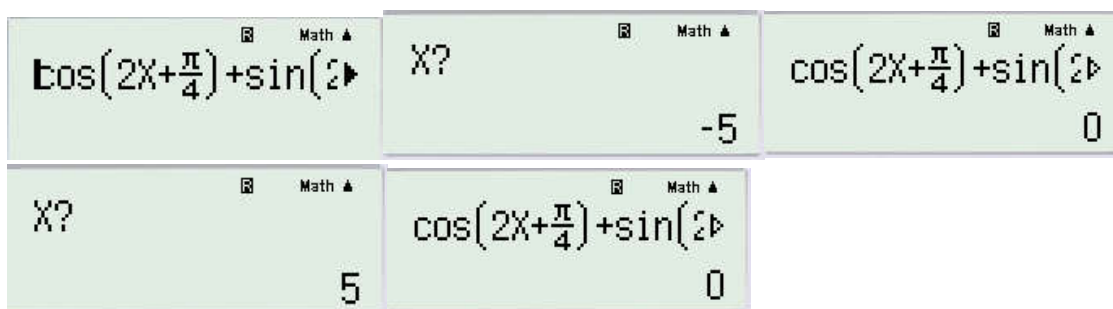 R Math ▲
cos(2X+π/4)+sin(2
R Math ▲
X?
-5
R Math ▲
cos(2X+π/4)+sin(2
0
R Math ▲
X?
5
R Math ▲
cos(2X+π/4)+sin(2
0